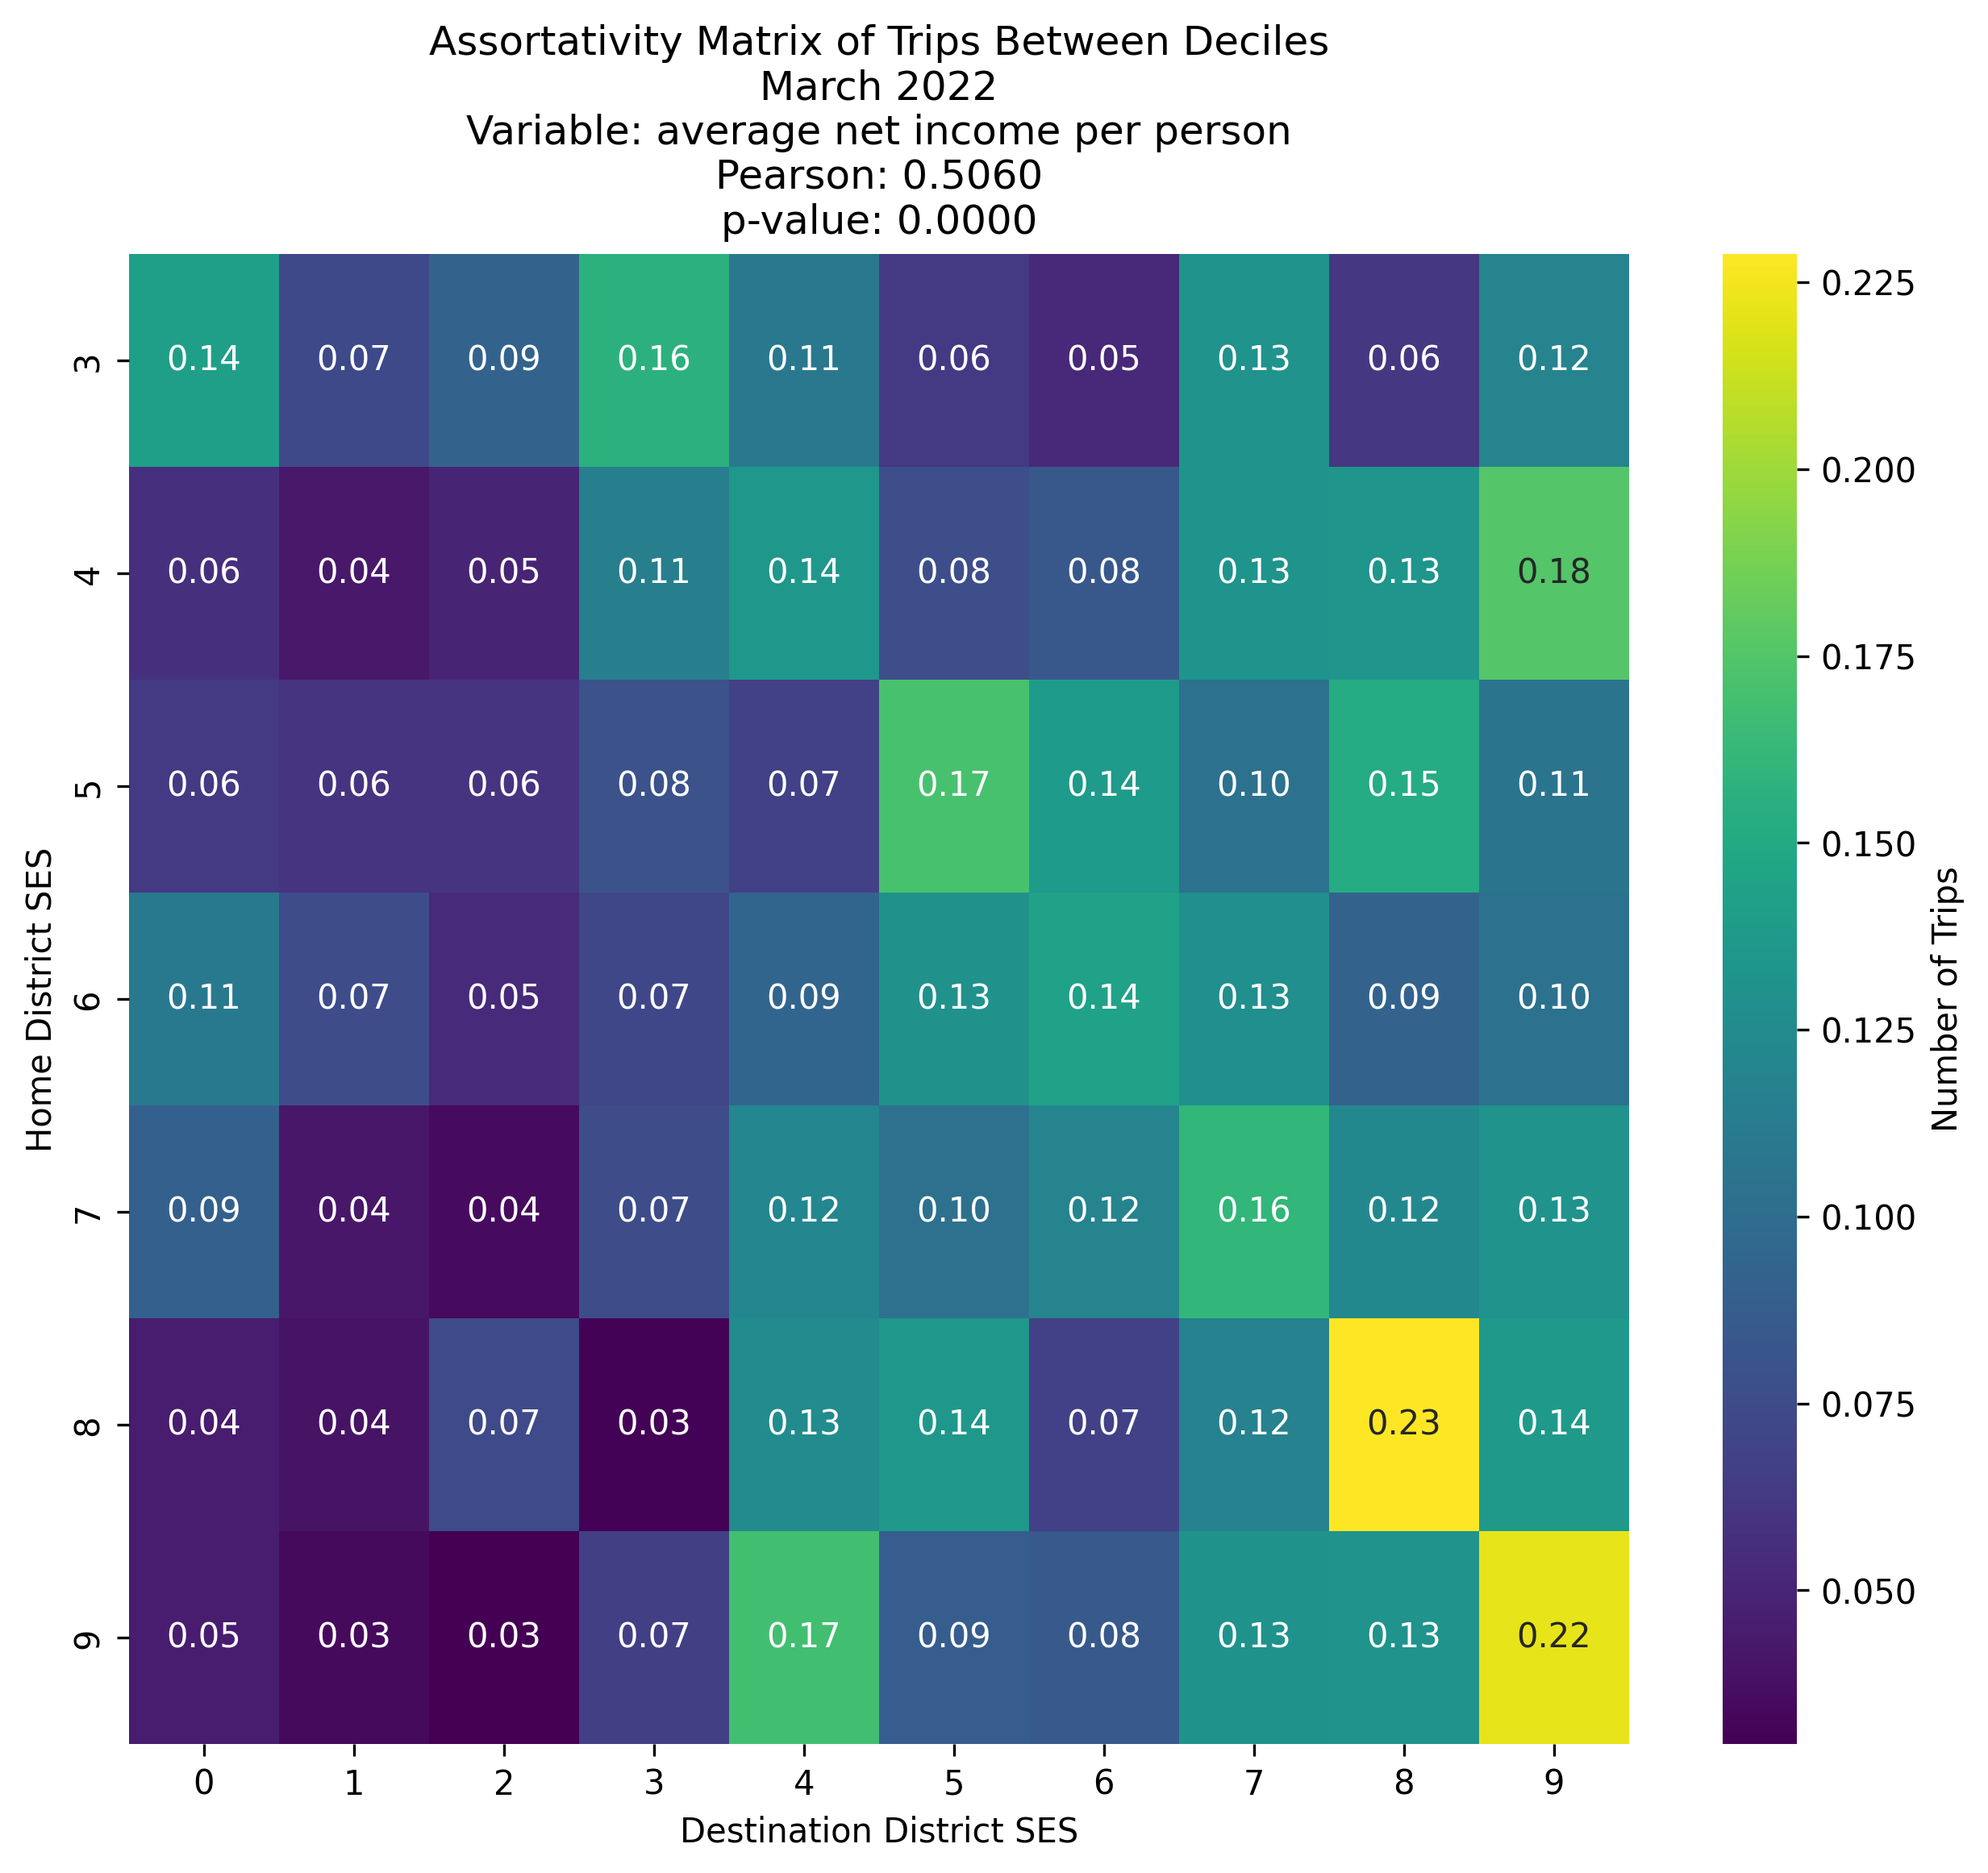 Assortativity Matrix of Trips Between Deciles
March 2022
Variable: average net income per person
Pearson: 0.5060
p-value: 0.0000
Home District SES
3 0.14 0.07 0.09 0.16 0.11 0.06 0.05 0.13 0.06 0.12
4 0.06 0.04 0.05 0.11 0.14 0.08 0.08 0.13 0.13 0.18
5 0.06 0.06 0.06 0.08 0.07 0.17 0.14 0.10 0.15 0.11
6 0.11 0.07 0.05 0.07 0.09 0.13 0.14 0.13 0.09 0.10
7 0.09 0.04 0.04 0.07 0.12 0.10 0.12 0.16 0.12 0.13
8 0.04 0.04 0.07 0.03 0.13 0.14 0.07 0.12 0.23 0.14
9 0.05 0.03 0.03 0.07 0.17 0.09 0.08 0.13 0.13 0.22
0 1 2 3 4 5 6 7 8 9
Destination District SES
0.225
0.200
0.175
0.150
0.125
0.100
0.075
0.050
Number of Trips